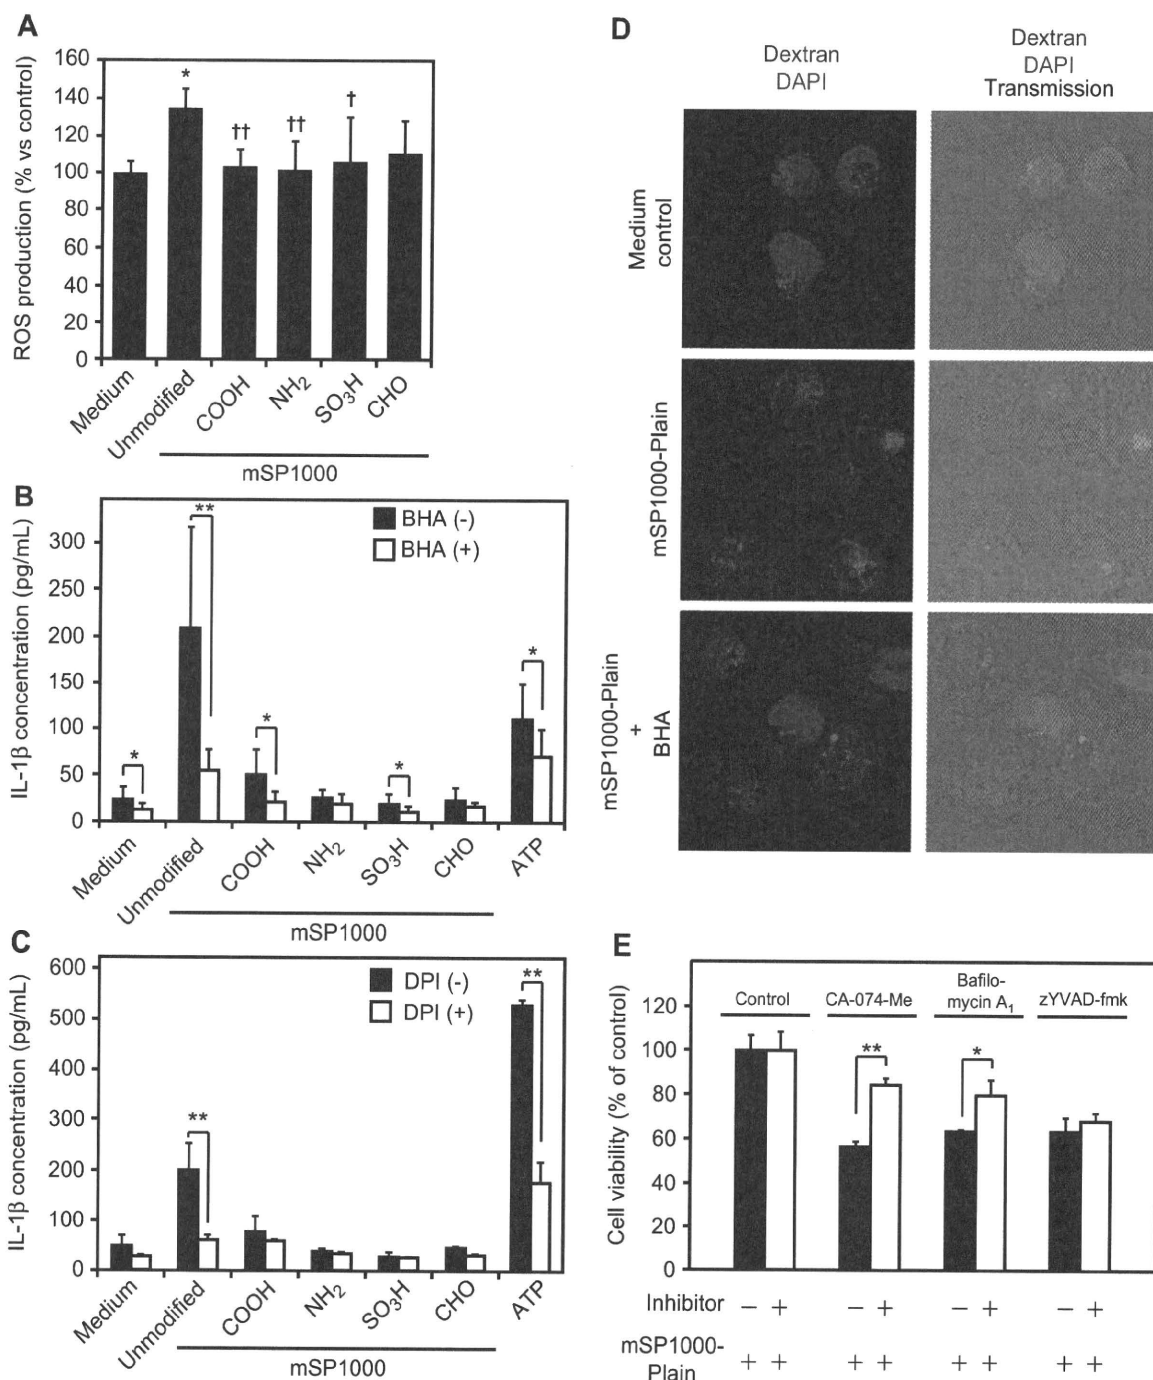 A
ROS production (% vs control)
160
140
120
100
80
60
40
20
0
*
††
††
†
Medium
Unmodified
COOH
NH₂
SO₃H
CHO
mSP1000
B
IL-1β concentration (pg/mL)
300
250
200
150
100
50
0
BHA (-)
BHA (+)
*
**
*
*
*
Medium
Unmodified
COOH
NH₂
SO₃H
CHO
ATP
mSP1000
C
IL-1β concentration (pg/mL)
600
500
400
300
200
100
0
DPI (-)
DPI (+)
**
**
Medium
Unmodified
COOH
NH₂
SO₃H
CHO
ATP
mSP1000
D
Dextran
DAPI
Dextran
DAPI
Transmission
Medium
control
mSP1000-Plain
mSP1000-Plain
+
BHA
E
Cell viability (% of control)
120
100
80
60
40
20
0
Control
CA-074-Me
Bafilo-
mycin A₁
zYVAD-fmk
**
*
Inhibitor − + − + − + − +
mSP1000-
Plain + + + + + + + +